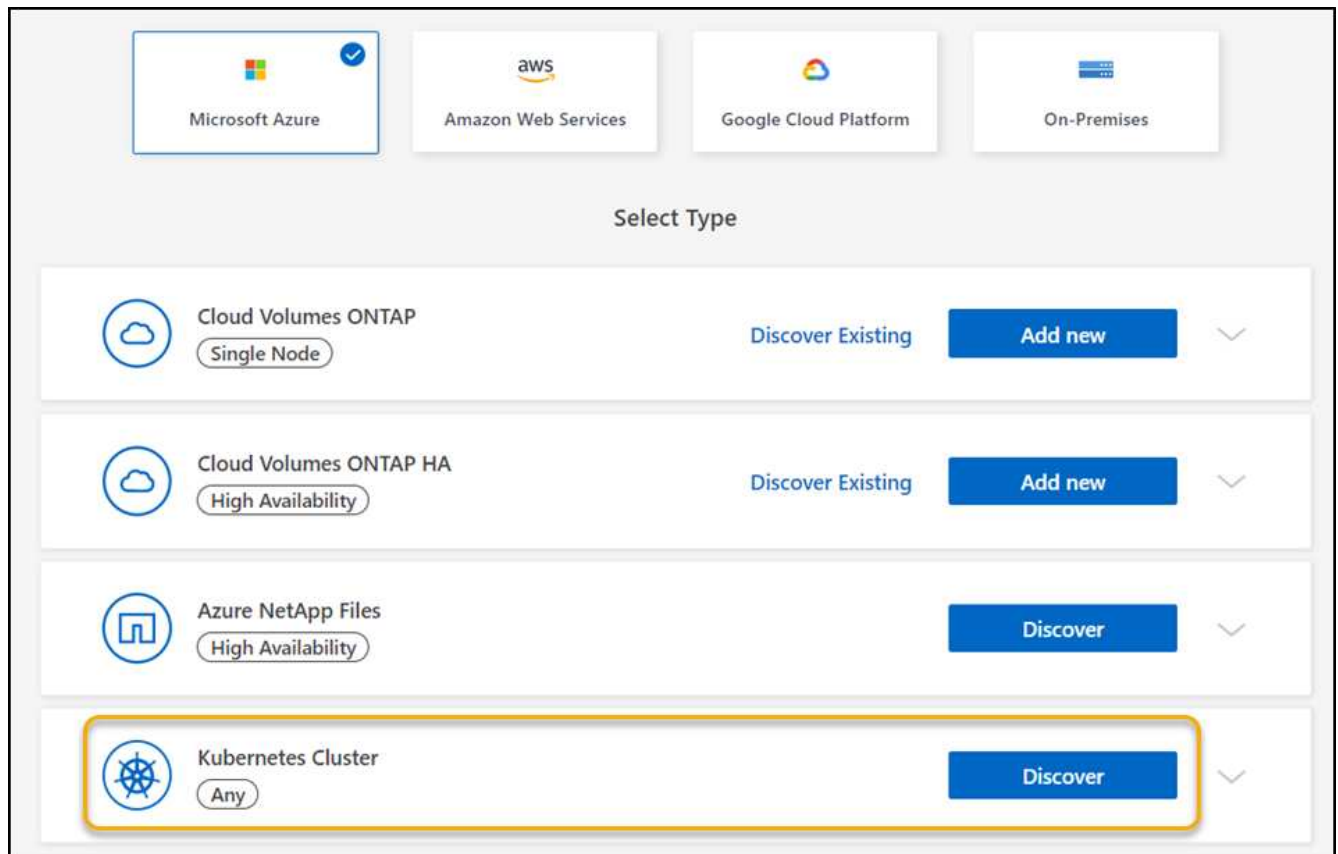 aws
Microsoft Azure
Amazon Web Services
Google Cloud Platform
On-Premises
Select Type
Cloud Volumes ONTAP
Single Node
Discover Existing
Add new
Cloud Volumes ONTAP HA
High Availability
Discover Existing
Add new
Azure NetApp Files
High Availability
Discover
Kubernetes Cluster
Any
Discover